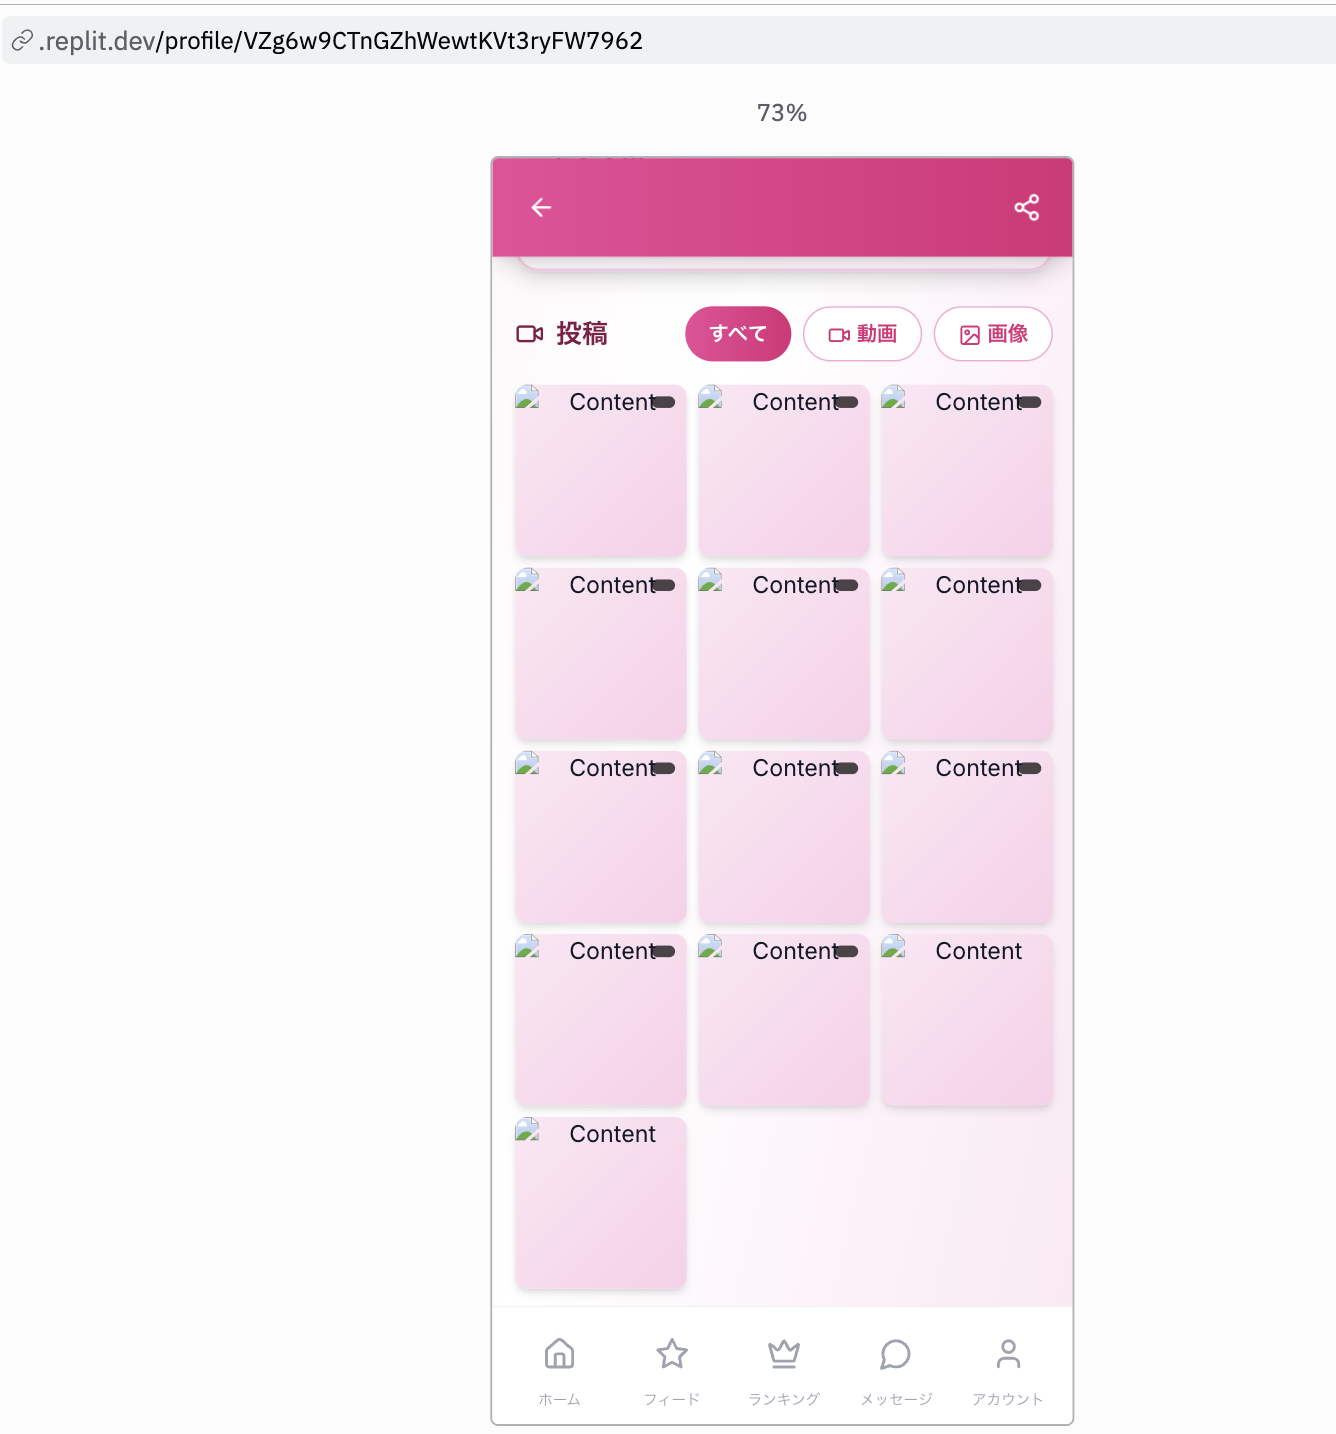 .replit.dev/profile/VZg6w9CTnGZhWewtKVt3ryFW7962
73%
投稿 すべて 動画 画像
Content Content Content
Content Content Content
Content Content Content
Content Content Content
Content
ホーム フィード ランキング メッセージ アカウント